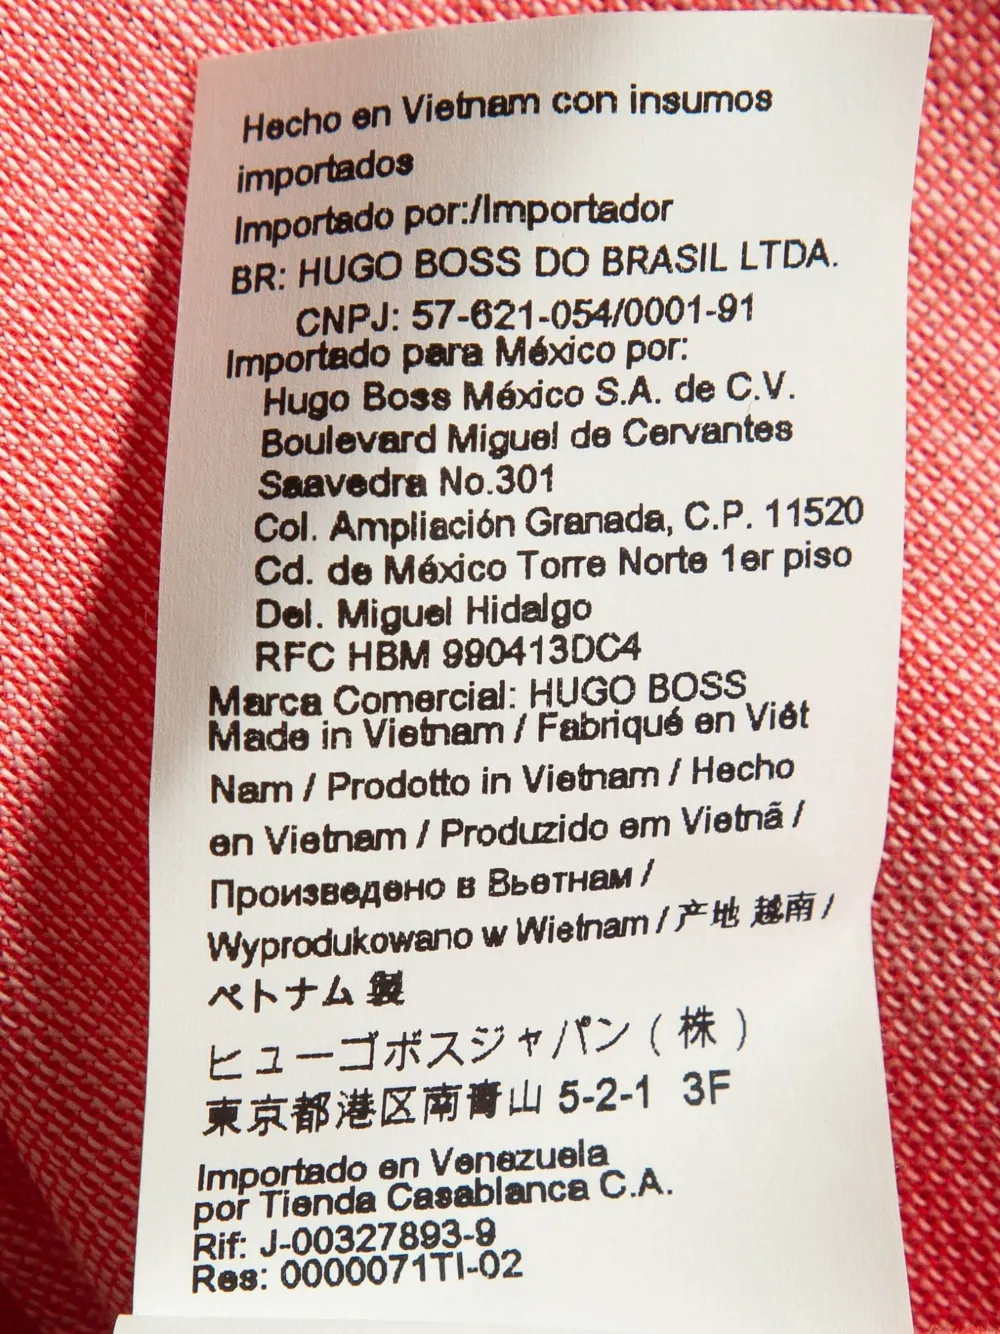 Hecho en Vietnam con insumos
importados
Importado por:/Importador
BR: HUGO BOSS DO BRASIL LTDA.
CNPJ: 57-621-054/0001-91
Importado para México por:
Hugo Boss México S.A. de C.V.
Boulevard Miguel de Cervantes
Saavedra No.301
Col. Ampliación Granada, C.P. 11520
Cd. de México Torre Norte 1er piso
Del. Miguel Hidalgo
RFC HBM 990413DC4
Marca Comercial: HUGO BOSS
Made in Vietnam / Fabriqué en Viêt
Nam / Prodotto in Vietnam / Hecho
en Vietnam / Produzido em Vietnã /
Произведено в Вьетнам /
Wyprodukowano w Wietnam / 产地 越南 /
ベトナム 製
ヒューゴボスジャパン ( 株 )
東京都港区南青山 5-2-1 3F
Importado en Venezuela
por Tienda Casablanca C.A.
Rif: J-00327893-9
Res: 0000071TI-02